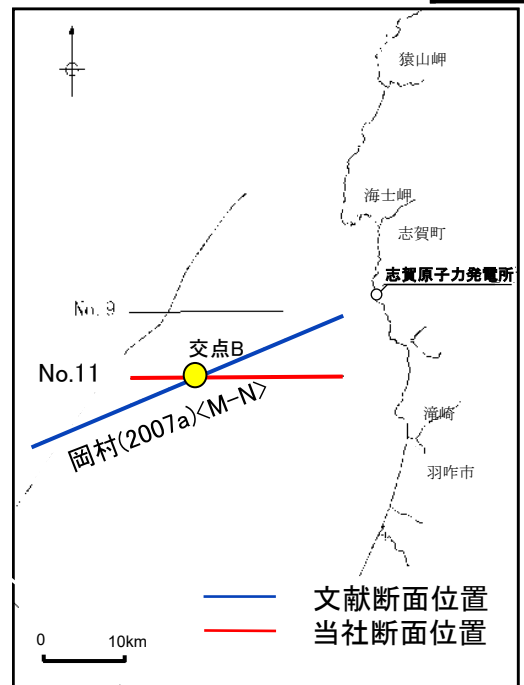 猿山岬
海士岬
志賀町
志賀原子力発電所
No. 9
交点B
No.11
岡村(2007a)<M-N>
滝崎
羽咋市
文献断面位置
当社断面位置
0 10km